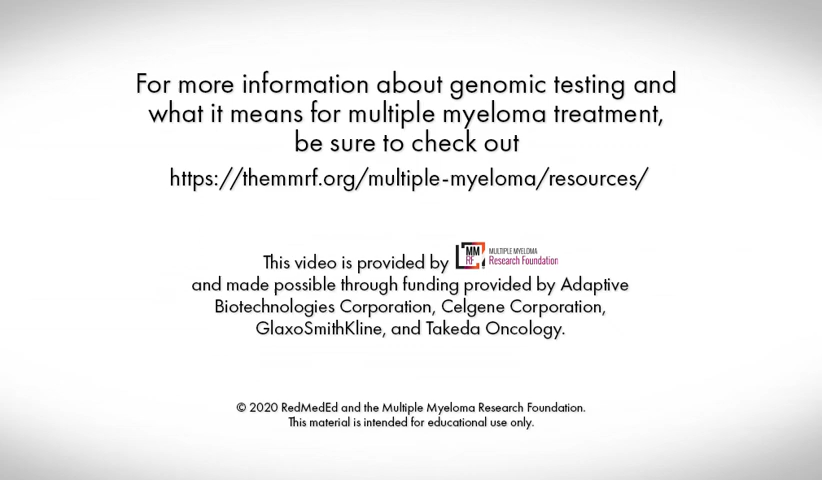 For more information about genomic testing and
what it means for multiple myeloma treatment,
be sure to check out
https://themmrf.org/multiple-myeloma/resources/
This video is provided by MMRF MULTIPLE MYELOMA Research Foundation
and made possible through funding provided by Adaptive
Biotechnologies Corporation, Celgene Corporation,
GlaxoSmithKline, and Takeda Oncology.
© 2020 RedMedEd and the Multiple Myeloma Research Foundation.
This material is intended for educational use only.